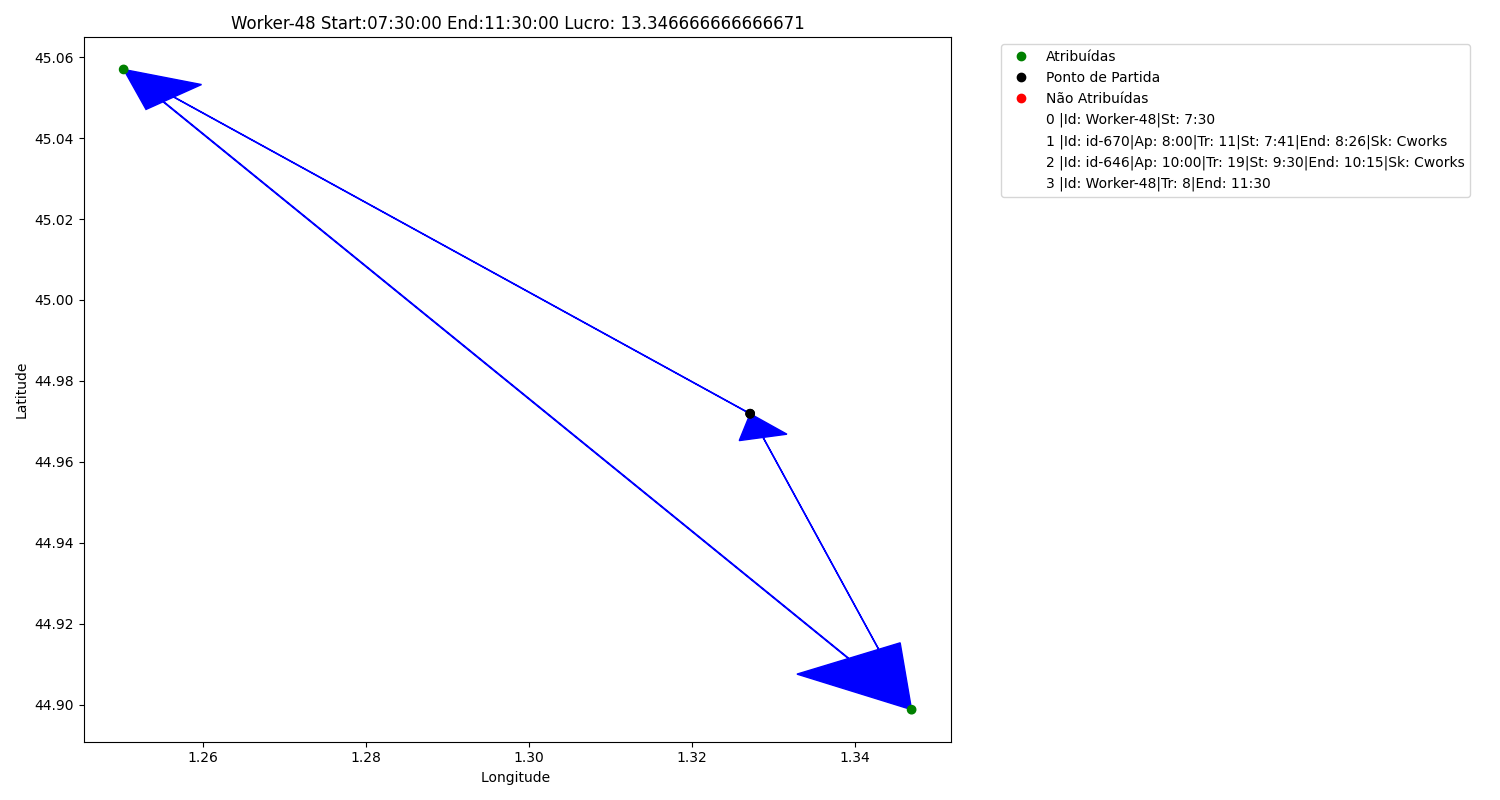 Worker-48 Start:07:30:00 End:11:30:00 Lucro: 13.346666666666671
45.06
45.04
45.02
45.00
44.98
44.96
44.94
44.92
44.90
Latitude
1.26
1.28
1.30
1.32
1.34
Longitude
Atribuídas
Ponto de Partida
Não Atribuídas
0 |Id: Worker-48|St: 7:30
1 |Id: id-670|Ap: 8:00|Tr: 11|St: 7:41|End: 8:26|Sk: Cworks
2 |Id: id-646|Ap: 10:00|Tr: 19|St: 9:30|End: 10:15|Sk: Cworks
3 |Id: Worker-48|Tr: 8|End: 11:30